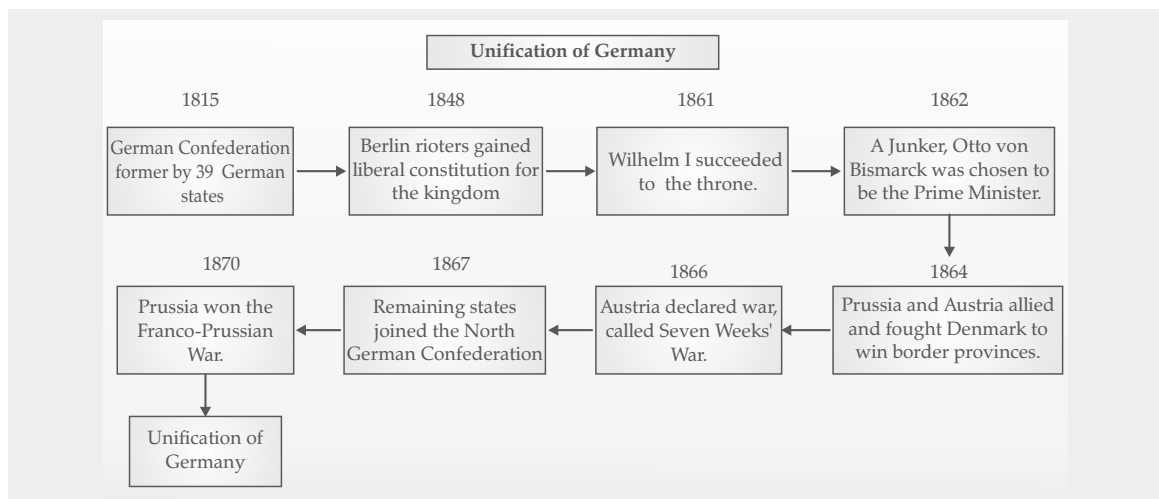 Unification of Germany
1815
German Confederation
former by 39 German
states
1848
Berlin rioters gained
liberal constitution for
the kingdom
1861
Wilhelm I succeeded
to the throne.
1862
A Junker, Otto von
Bismarck was chosen to
be the Prime Minister.
1864
Prussia and Austria allied
and fought Denmark to
win border provinces.
1866
Austria declared war,
called Seven Weeks'
War.
1867
Remaining states
joined the North
German Confederation
1870
Prussia won the
Franco-Prussian
War.
Unification of
Germany